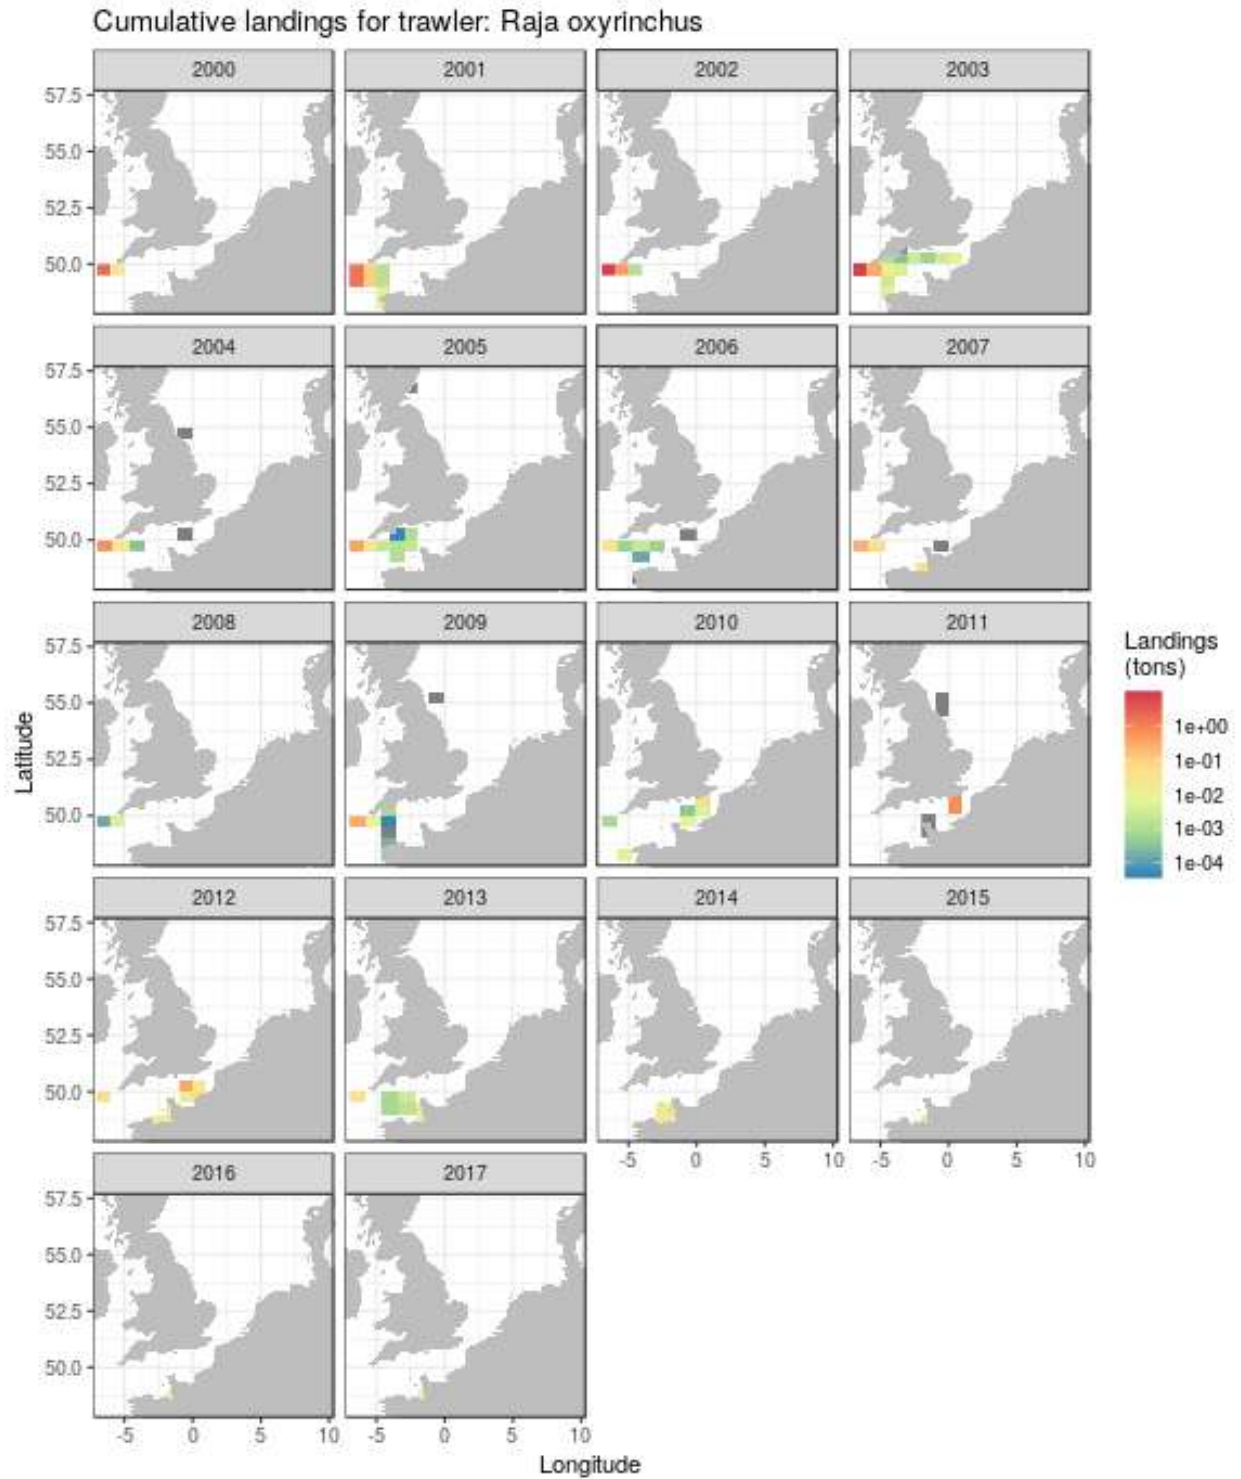 Cumulative landings for trawler: Raja oxyrinchus
2000 2001 2002 2003
57.5
55.0
52.5
50.0
2004 2005 2006 2007
57.5
55.0
52.5
50.0
2008 2009 2010 2011
57.5
55.0
52.5
50.0
Latitude
Landings
(tons)
1e+00
1e-01
1e-02
1e-03
1e-04
2012 2013 2014 2015
57.5
55.0
52.5
50.0
-5 0 5 10 -5 0 5 10
2016 2017
57.5
55.0
52.5
50.0
-5 0 5 10 -5 0 5 10
Longitude